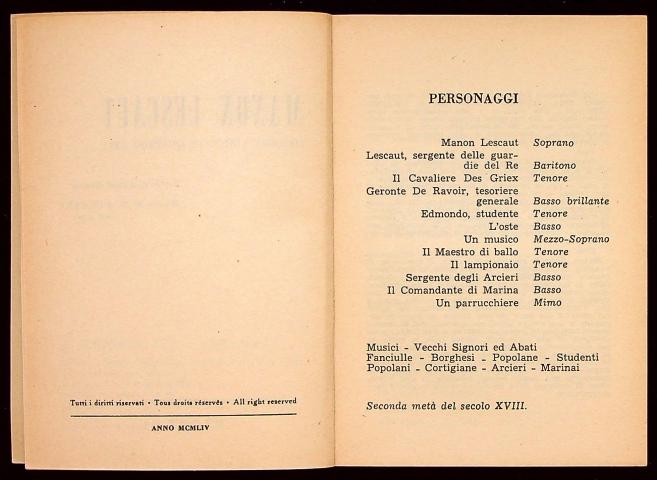 Tutti i diritti riservati • Tous droits réservés • All right reserved
ANNO MCMLIV
PERSONAGGI
Manon Lescaut Soprano
Lescaut, sergente delle guar-
die del Re Baritono
Il Cavaliere Des Griex Tenore
Geronte De Ravoir, tesoriere
generale Basso brillante
Edmondo, studente Tenore
L'oste Basso
Un musico Mezzo-Soprano
Il Maestro di ballo Tenore
Il lampionaio Tenore
Sergente degli Arcieri Basso
Il Comandante di Marina Basso
Un parrucchiere Mimo
Musici - Vecchi Signori ed Abati
Fanciulle - Borghesi - Popolane - Studenti
Popolani - Cortigiane - Arcieri - Marinai
Seconda metà del secolo XVIII.